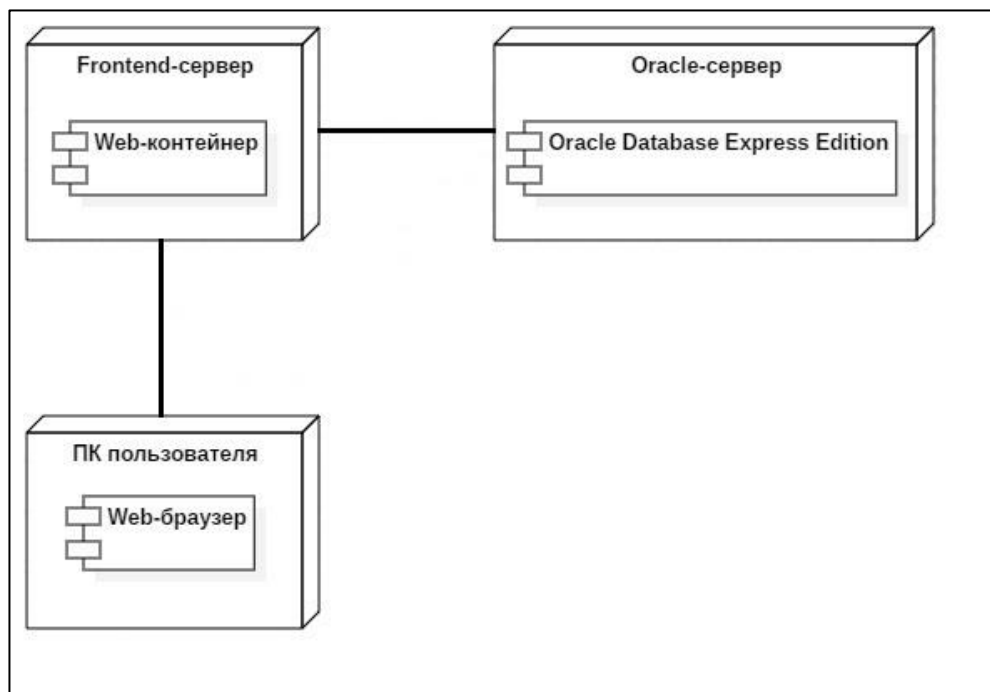 Frontend-сервер
Web-контейнер
Oracle-сервер
Oracle Database Express Edition
ПК пользователя
Web-браузер